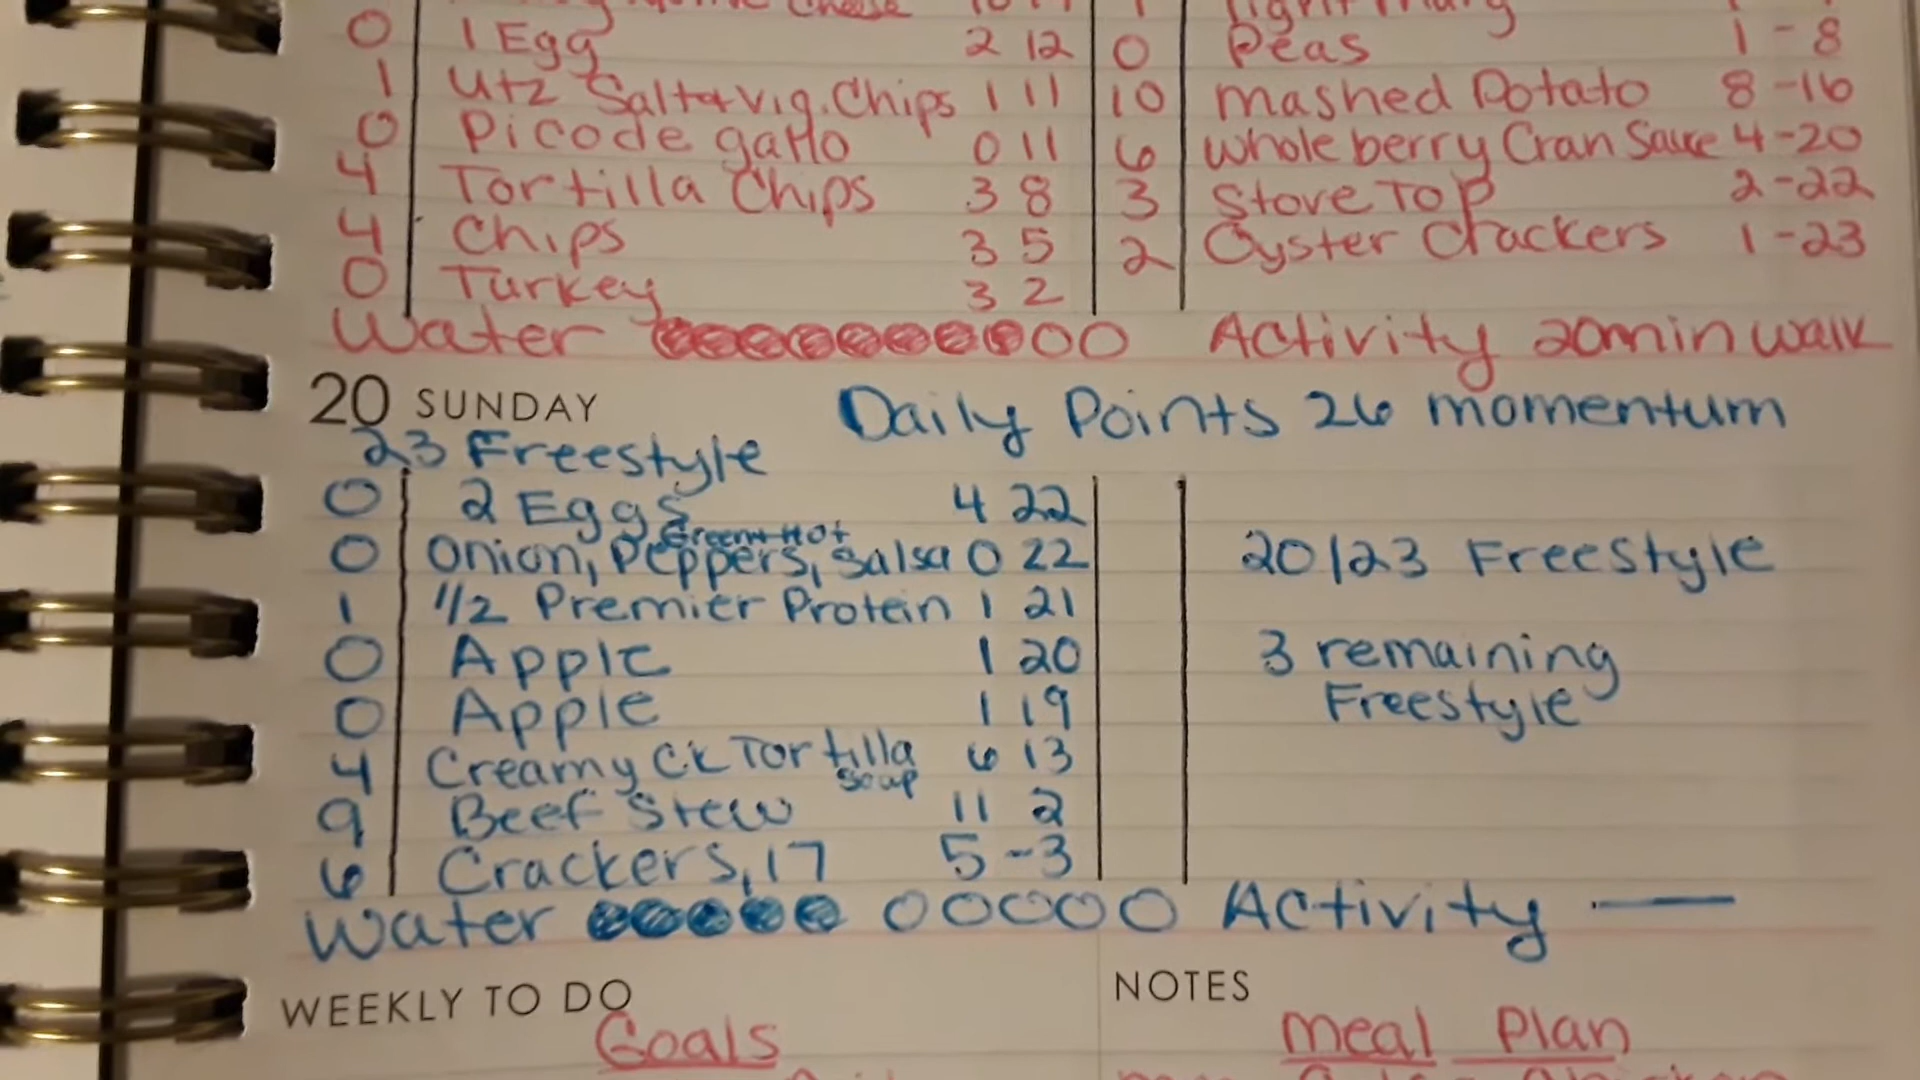 Cheese
0 1 Egg 2 12
1 Utz Salt + Vig. Chips 1 11
0 Pico de gallo 0 11
4 Tortilla Chips 3 8
4 Chips 3 5
0 Turkey 3 2
0 Peas 1 - 8
10 mashed Potato 8 - 16
6 whole berry Cran Sauce 4 - 20
3 Stove Top 2 - 22
2 Oyster Crackers 1 - 23
Water Activity 20min walk
20 SUNDAY Daily Points 26 momentum
23 Freestyle
0 2 Eggs 4 22
Green + Hot
0 Onion, Peppers, Salsa 0 22
1 1/2 Premier Protein 1 21
0 Apple 1 20
0 Apple 1 19
4 Creamy Ck Tortilla 6 13
Soup
9 Beef Stew 11 2
6 Crackers, 17 5 -3
20/23 Freestyle
3 remaining
Freestyle
Water Activity —
WEEKLY TO DO
Goals
NOTES
Meal Plan